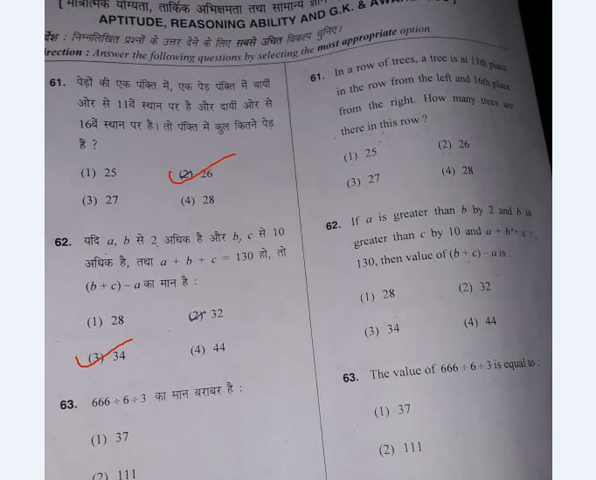 मानसिक योग्यता, तार्किक अभिक्षमता तथा सामान्य
APTITUDE, REASONING ABILITY AND G.K. &
: निम्नलिखित प्रश्नों के उत्तर देने के लिए सबसे उचित विकल्प चुनिए।
irection : Answer the following questions by selecting the most appropriate option
61. पेड़ों की एक पंक्ति में, एक पेड़ पंक्ति में बायीं
ओर से 11वें स्थान पर है और दायीं ओर से
16वें स्थान पर है। तो पंक्ति में कुल कितने पेड़
हैं ?
(1) 25
(2) 26
(3) 27
(4) 28
62. यदि a, b से 2 अधिक है और b, c से 10
अधिक है, तथा a + b + c = 130 हो, तो
(b + c) – a का मान है :
(1) 28
(2) 32
(3) 34
(4) 44
63. 666 ÷ 6 ÷ 3 का मान बराबर है :
(1) 37
(2) 111
61. In a row of trees, a tree is at 11th place
in the row from the left and 16th place
from the right. How many trees are
there in this row ?
(1) 25
(2) 26
(3) 27
(4) 28
62. If a is greater than b by 2 and b is
greater than c by 10 and a + b + c =
130, then value of (b + c) – a is :
(1) 28
(2) 32
(3) 34
(4) 44
63. The value of 666 ÷ 6 ÷ 3 is equal to :
(1) 37
(2) 111